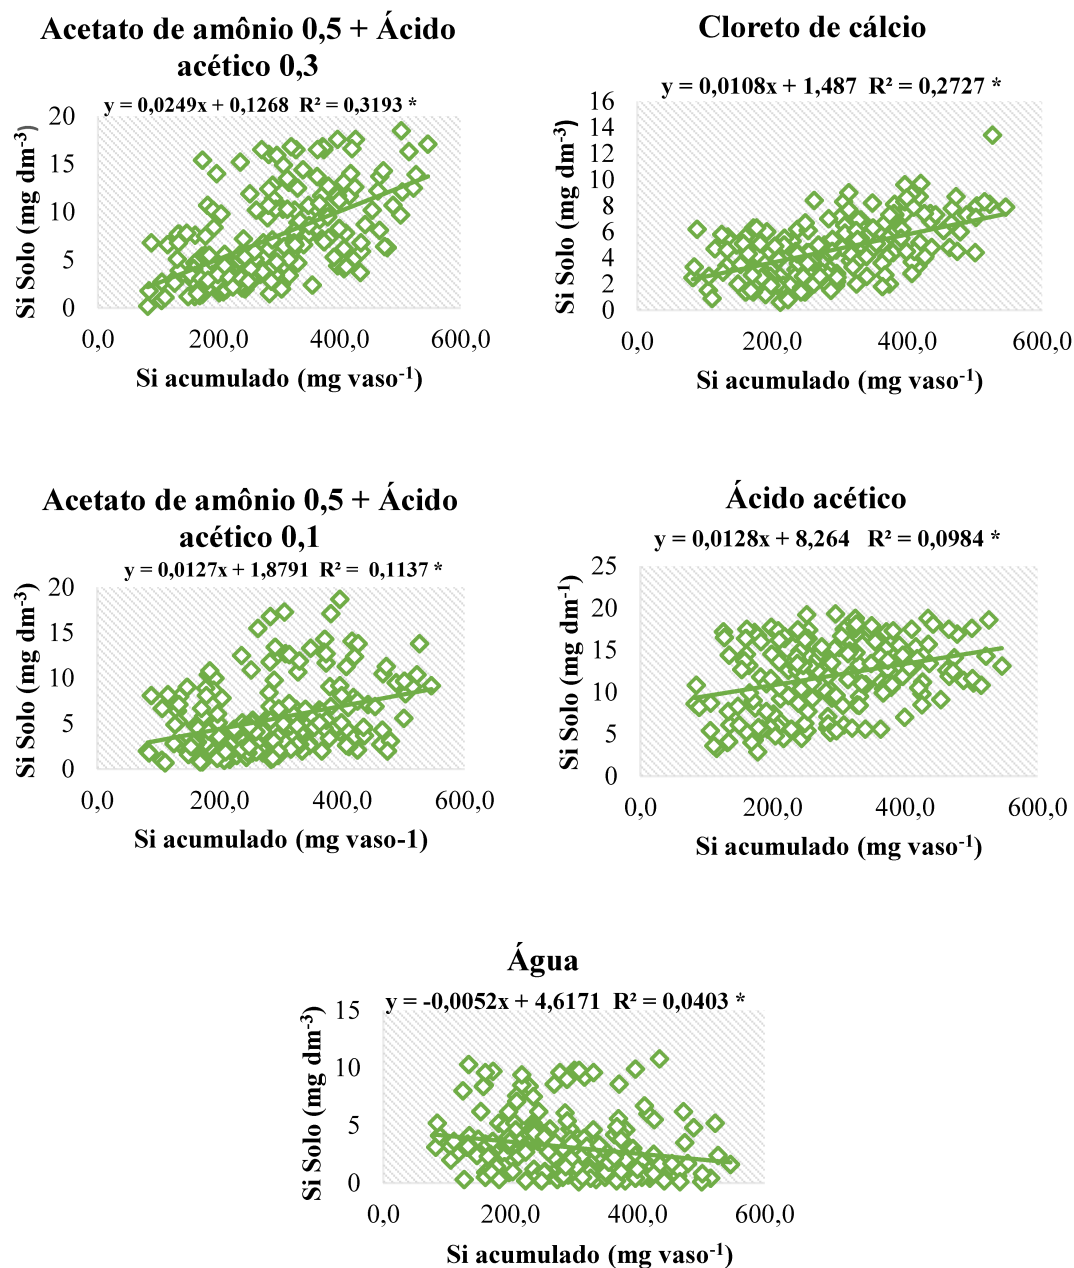 Acetato de amônio 0,5 + Ácido
acético 0,3
y = 0,0249x + 0,1268 R² = 0,3193 *
Si Solo (mg dm⁻³)
20
15
10
5
0
0,0 200,0 400,0 600,0
Si acumulado (mg vaso⁻¹)
Cloreto de cálcio
y = 0,0108x + 1,487 R² = 0,2727 *
Si Solo (mg dm⁻³)
16
14
12
10
8
6
4
2
0
0,0 200,0 400,0 600,0
Si acumulado (mg vaso⁻¹)
Acetato de amônio 0,5 + Ácido
acético 0,1
y = 0,0127x + 1,8791 R² = 0,1137 *
Si Solo (mg dm⁻³)
20
15
10
5
0
0,0 200,0 400,0 600,0
Si acumulado (mg vaso-1)
Ácido acético
y = 0,0128x + 8,264 R² = 0,0984 *
Si Solo (mg dm⁻¹)
25
20
15
10
5
0
0,0 200,0 400,0 600,0
Si acumulado (mg vaso⁻¹)
Água
y = -0,0052x + 4,6171 R² = 0,0403 *
Si Solo (mg dm⁻³)
15
10
5
0
0,0 200,0 400,0 600,0
Si acumulado (mg vaso⁻¹)